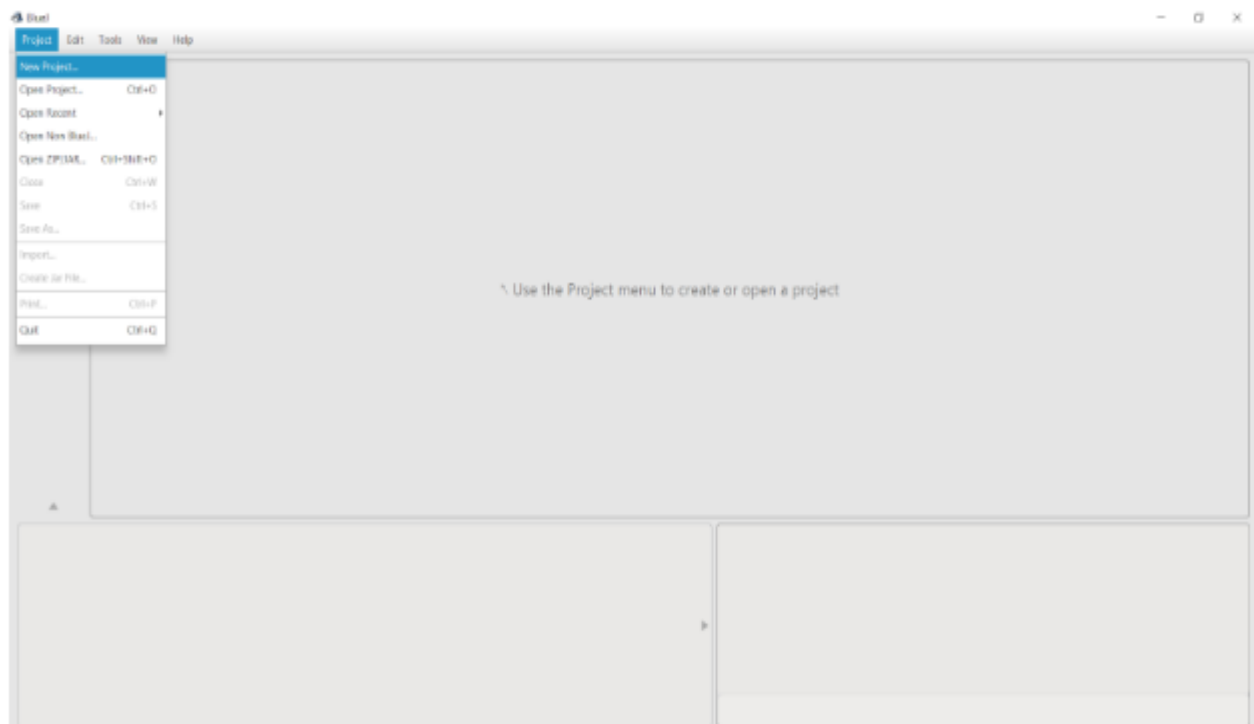 BlueJ
Project Edit Tools View Help
New Project...
Open Project... Ctrl+O
Open Recent
Open Non BlueJ...
Open ZIP/JAR... Ctrl+Shift+O
Close Ctrl+W
Save Ctrl+S
Save As...
Import...
Create Jar File...
Print... Ctrl+P
Quit Ctrl+Q
Use the Project menu to create or open a project